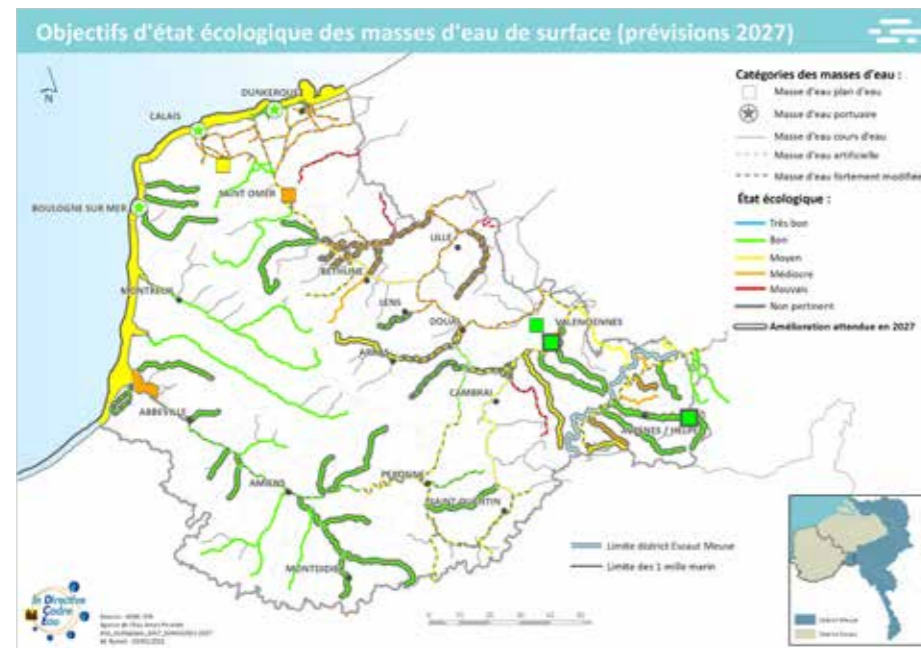 Objectifs d'état écologique des masses d'eau de surface (prévisions 2027)
N
DUNKERQUE
CALAIS
SAINT OMER
BOULOGNE SUR MER
LILLE
BETHUNE
MONTREUIL
LENS
DOUAI
VALENCIENNES
ARRAS
CAMBRAI
AVESNES / HELPE
ABBEVILLE
AMIENS
PERONNE
SAINT QUENTIN
MONTDIDIER
Catégories des masses d'eau :
Masse d'eau plan d'eau
Masse d'eau portuaire
Masse d'eau cours d'eau
Masse d'eau artificielle
Masse d'eau fortement modifiée
État écologique :
Très bon
Bon
Moyen
Médiocre
Mauvais
Non pertinent
Amélioration attendue en 2027
Limite district Escaut Meuse
Limite des 1 mille marin
District Meuse
District Escaut
Directive
Cadre
Eau